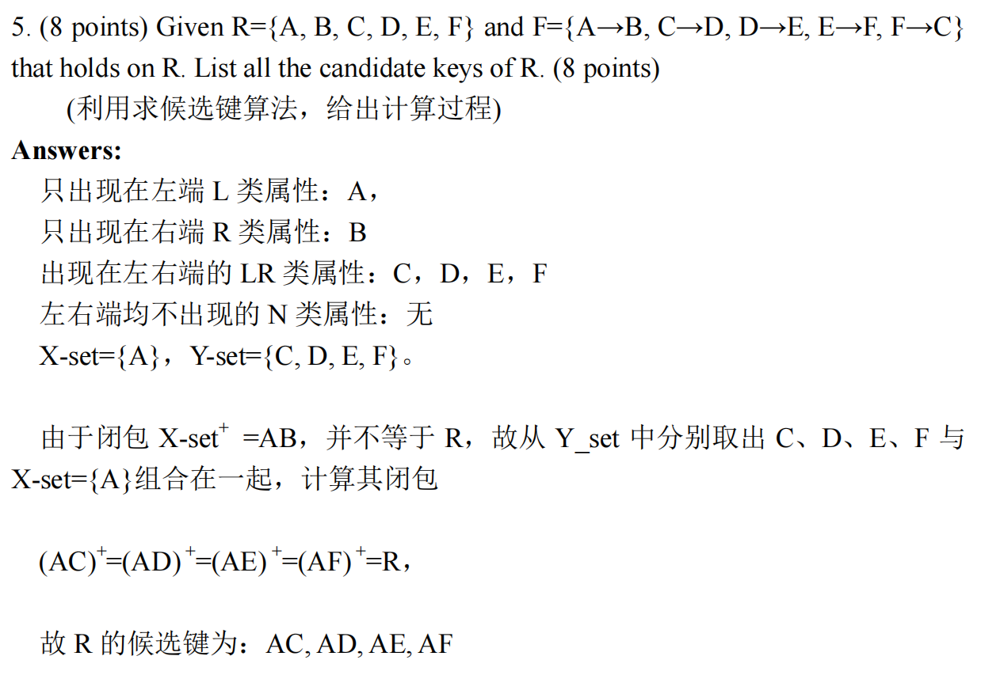 5. (8 points) Given R={A, B, C, D, E, F} and F={A→B, C→D, D→E, E→F, F→C}
that holds on R. List all the candidate keys of R. (8 points)
(利用求候选键算法，给出计算过程)
Answers:
只出现在左端 L 类属性：A，
只出现在右端 R 类属性：B
出现在左右端的 LR 类属性：C，D，E，F
左右端均不出现的 N 类属性：无
X-set={A}，Y-set={C, D, E, F}。
由于闭包 X-set⁺ =AB，并不等于 R，故从 Y_set 中分别取出 C、D、E、F 与
X-set={A}组合在一起，计算其闭包
(AC)⁺=(AD)⁺=(AE)⁺=(AF)⁺=R，
故 R 的候选键为：AC, AD, AE, AF